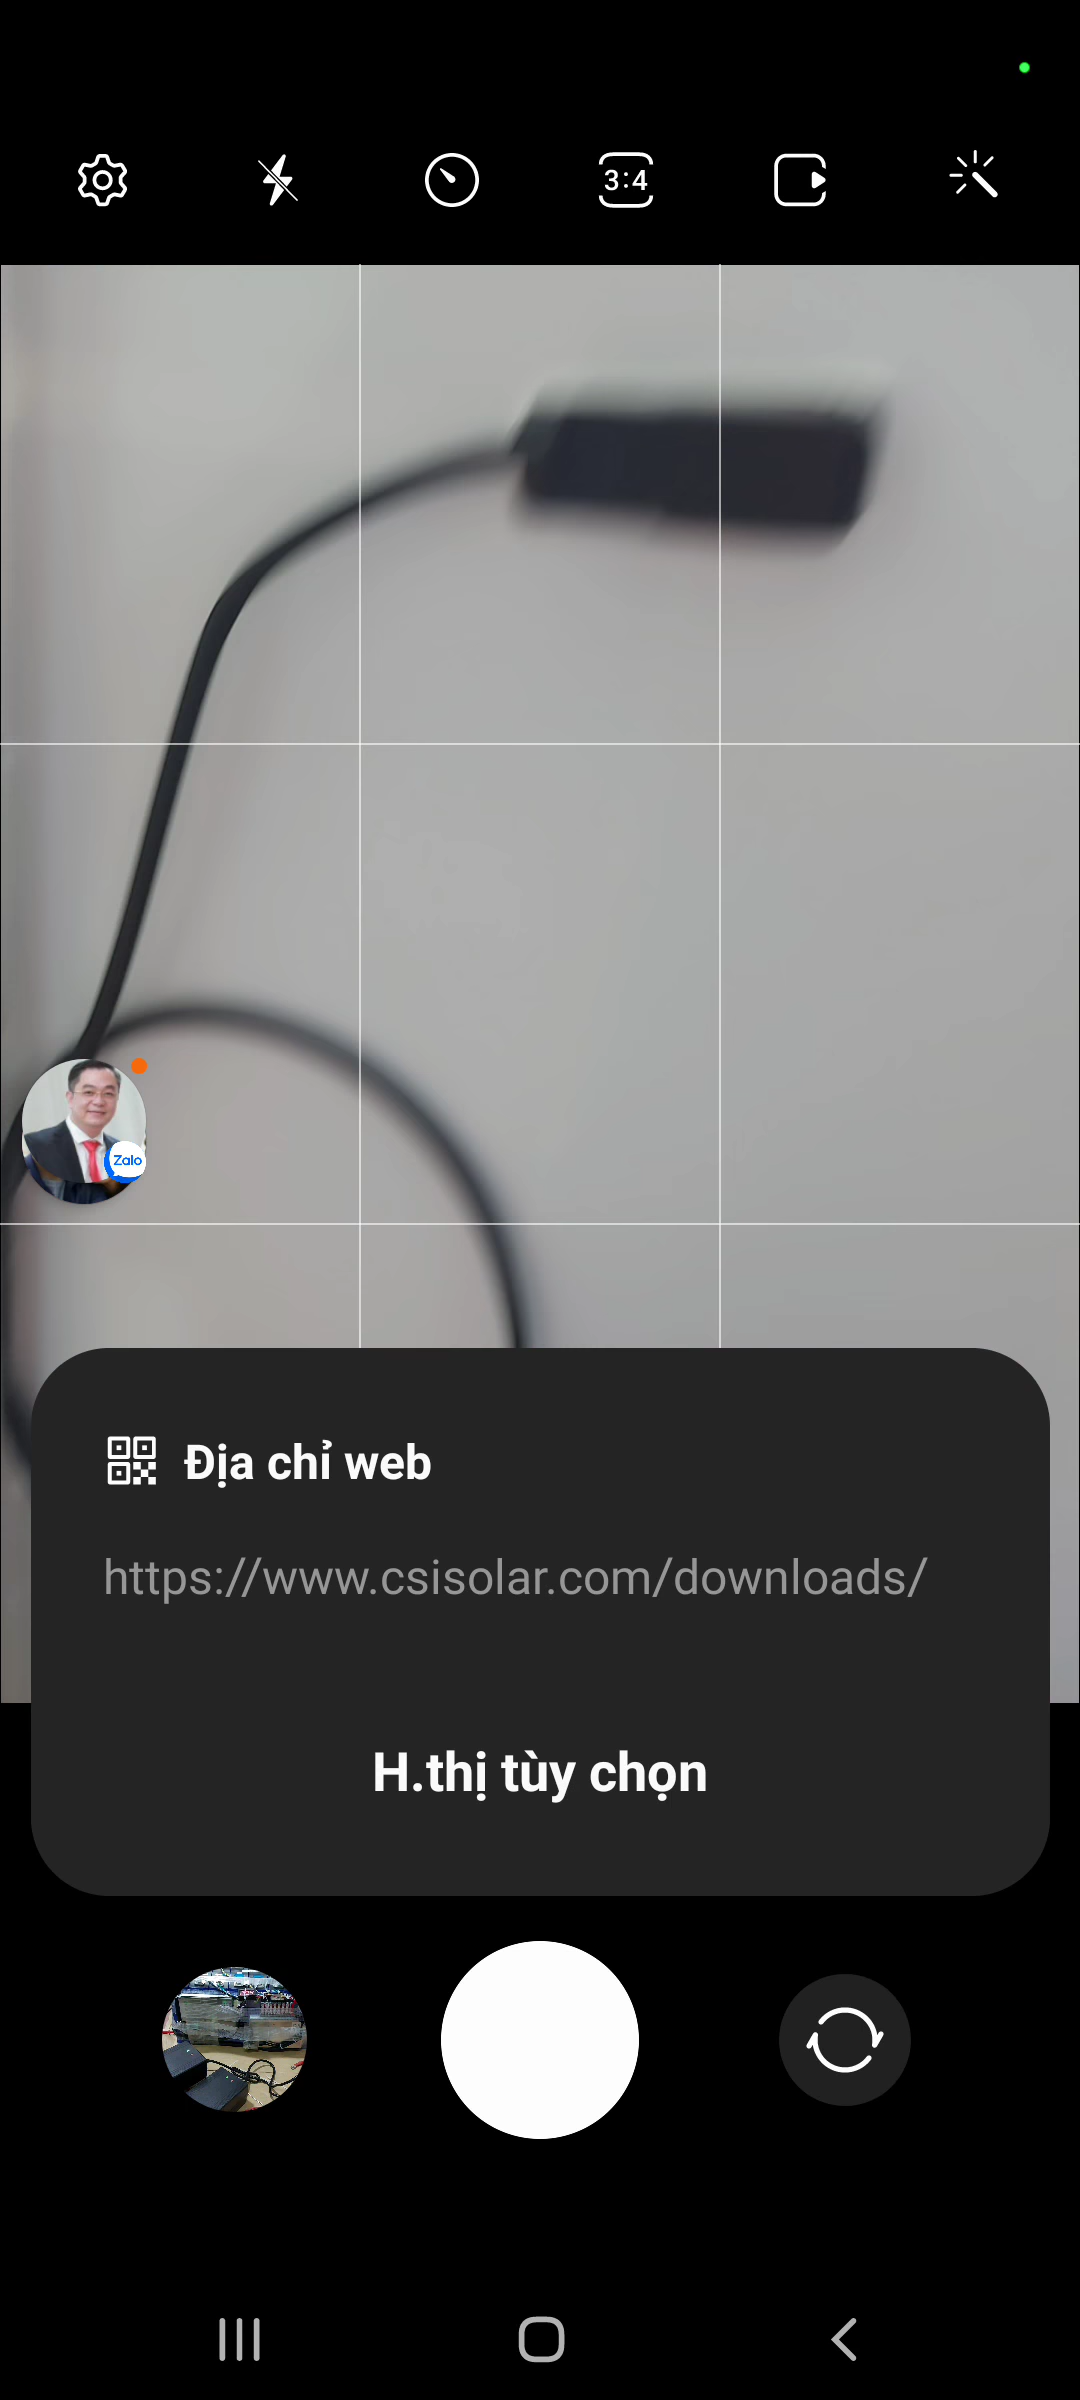 3:4
Zalo
Địa chỉ web
https://www.csisolar.com/downloads/
H.thị tùy chọn